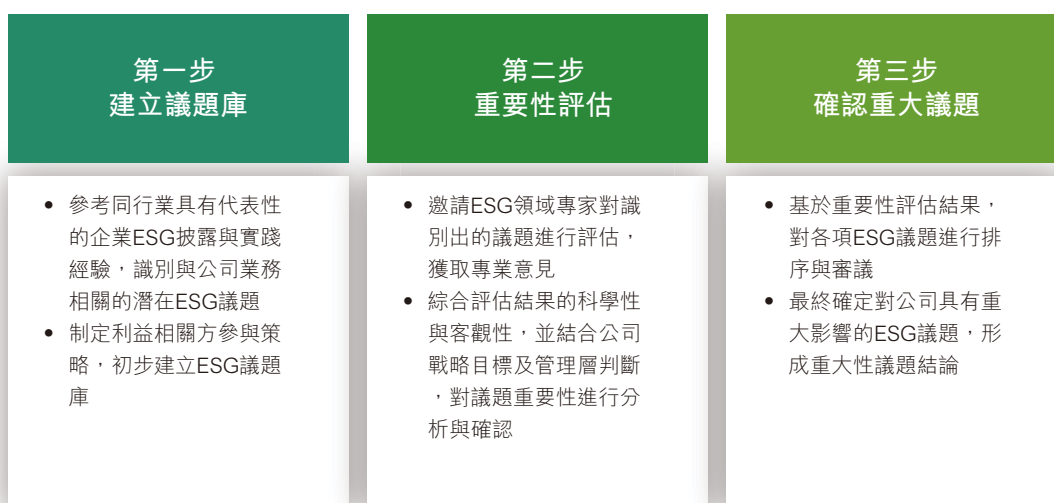 第一步
建立議題庫
• 參考同行業具有代表性
的企業ESG披露與實踐
經驗，識別與公司業務
相關的潛在ESG議題
• 制定利益相關方參與策
略，初步建立ESG議題
庫
第二步
重要性評估
• 邀請ESG領域專家對識
別出的議題進行評估，
獲取專業意見
• 綜合評估結果的科學性
與客觀性，並結合公司
戰略目標及管理層判斷
，對議題重要性進行分
析與確認
第三步
確認重大議題
• 基於重要性評估結果，
對各項ESG議題進行排
序與審議
• 最終確定對公司具有重
大影響的ESG議題，形
成重大性議題結論